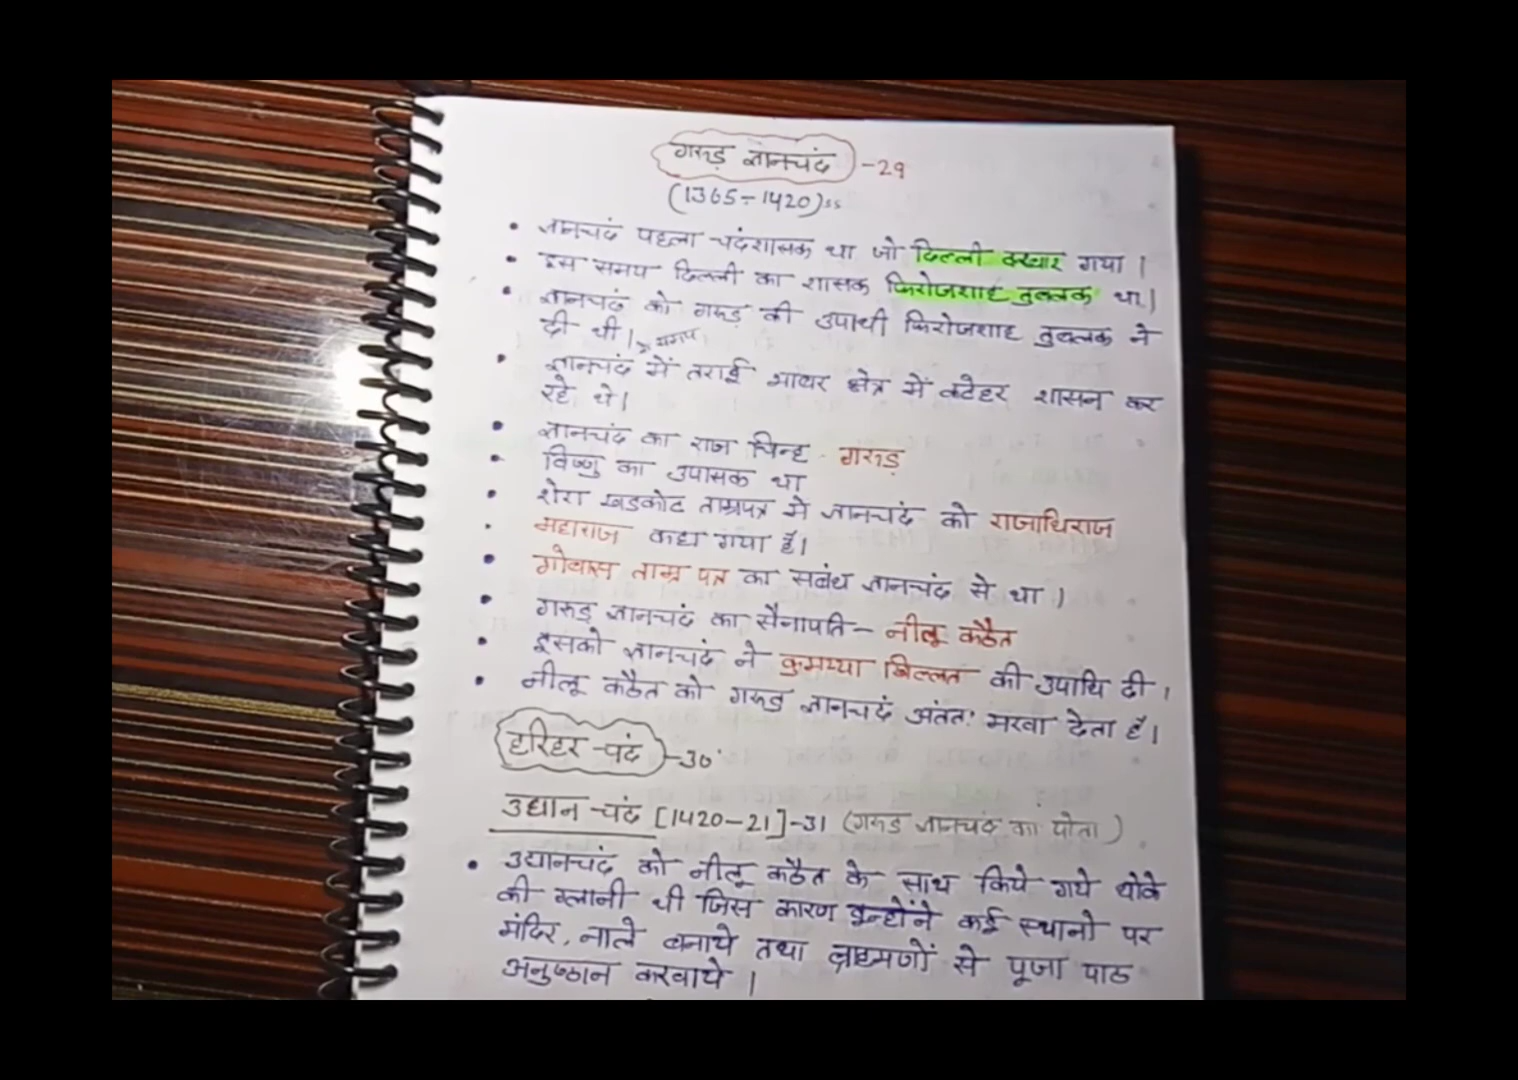 गरुड़ ज्ञानचंद -29
(1365-1420)
• ज्ञानचंद पहला चंदशासक था जो दिल्ली दरबार गया।
• इस समय दिल्ली का शासक फिरोजशाह तुगलक था।
• ज्ञानचंद को गरुड़ की उपाधी फिरोजशाह तुगलक ने
दी थी।
• ज्ञानचंद में तराई भाबर क्षेत्र में कटेहर शासन कर
रहे थे।
• ज्ञानचंद का राज चिन्ह गरुड़
• विष्णु का उपासक था
• शेरा खडकोट ताम्रपत्र में ज्ञानचंद को राजाधिराज
• महाराज कहा गया है।
• गोबासा ताम्र पत्र का सबंध ज्ञानचंद से था।
• गरुड़ ज्ञानचंद का सेनापति - नीलू कठैत
• इसको ज्ञानचंद ने कुमय्या खिल्लत की उपाधि दी।
• नीलू कठैत को गरुड़ ज्ञानचंद अंतत: मरवा देता है।
हरिहर चंद -30
उद्यान चंद [1420-21]-31 (गरुड ज्ञानचंद का पोता)
• उद्यानचंद को नीलू कठैत के साथ किये गये धोके
की ग्लानी थी जिस कारण इन्होंने कई स्थानो पर
मंदिर, नाले बनाये तथा ब्राह्मणों से पूजा पाठ
अनुष्ठान करवाये।